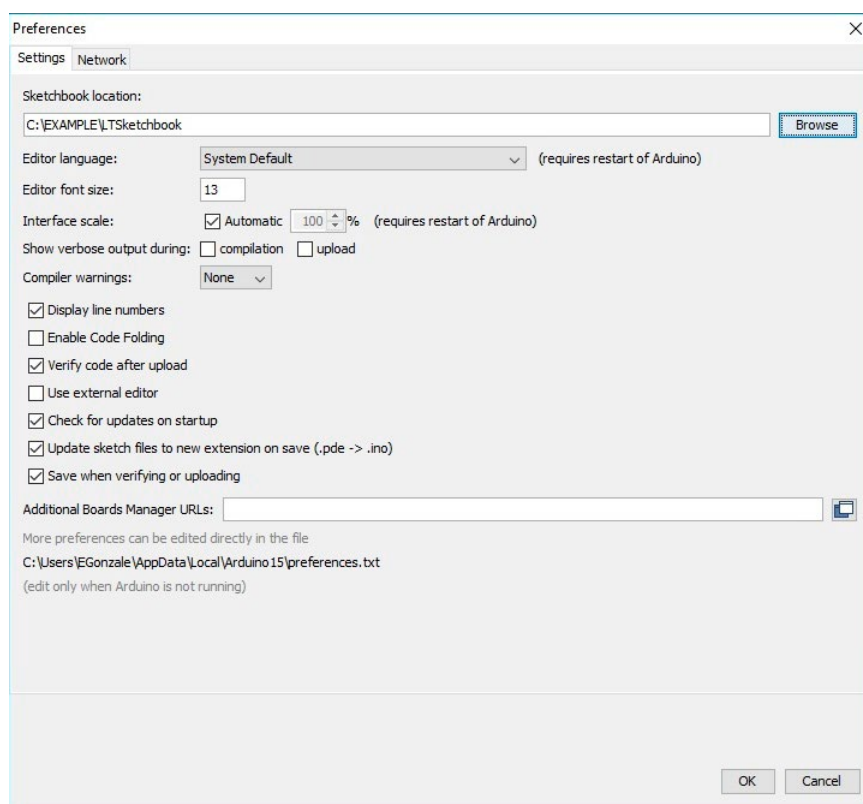 Preferences
Settings Network
Sketchbook location:
C:\EXAMPLE\LTSketchbook Browse
Editor language: System Default (requires restart of Arduino)
Editor font size: 13
Interface scale: Automatic 100 % (requires restart of Arduino)
Show verbose output during: compilation upload
Compiler warnings: None
Display line numbers
Enable Code Folding
Verify code after upload
Use external editor
Check for updates on startup
Update sketch files to new extension on save (.pde -> .ino)
Save when verifying or uploading
Additional Boards Manager URLs:
More preferences can be edited directly in the file
C:\Users\EGonzale\AppData\Local\Arduino15\preferences.txt
(edit only when Arduino is not running)
OK Cancel